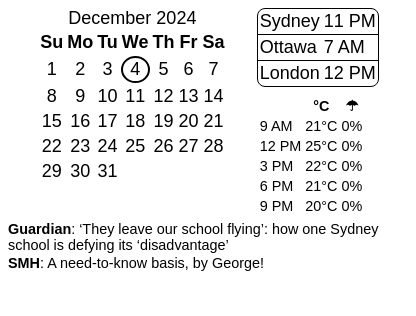 December 2024
Su Mo Tu We Th Fr Sa
1 2 3 4 5 6 7
8 9 10 11 12 13 14
15 16 17 18 19 20 21
22 23 24 25 26 27 28
29 30 31
Sydney 11 PM
Ottawa 7 AM
London 12 PM
°C ☂
9 AM 21°C 0%
12 PM 25°C 0%
3 PM 22°C 0%
6 PM 21°C 0%
9 PM 20°C 0%
Guardian: ‘They leave our school flying’: how one Sydney
school is defying its ‘disadvantage’
SMH: A need-to-know basis, by George!